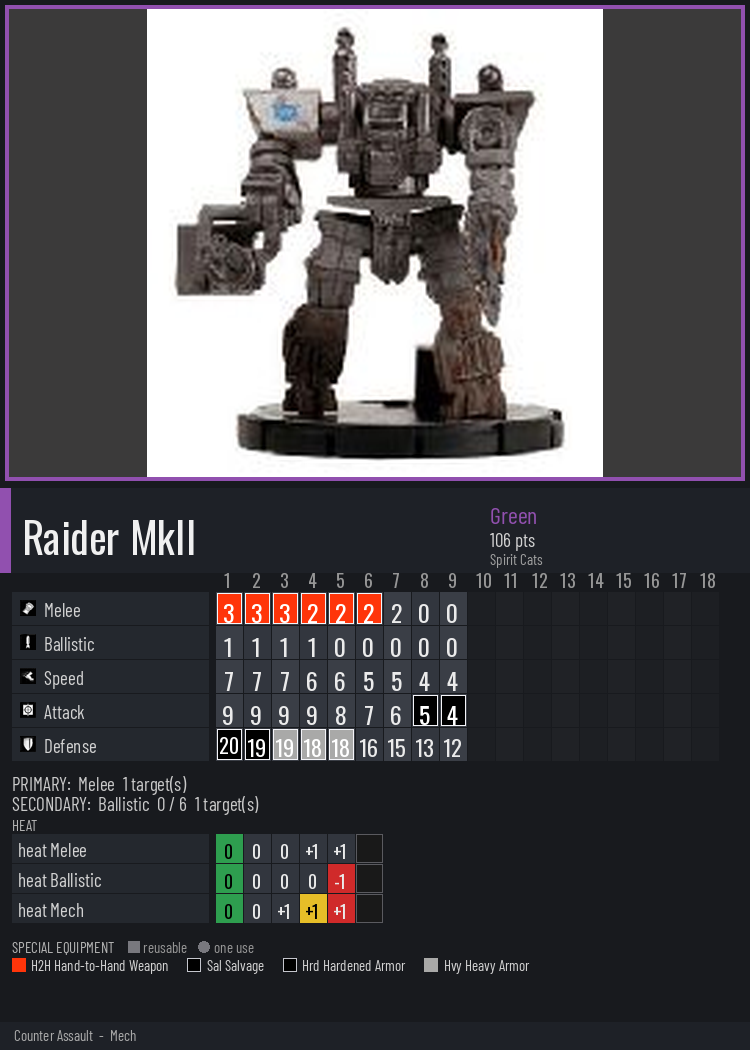 Raider MkII
Green
106 pts
Spirit Cats
1 2 3 4 5 6 7 8 9 10 11 12 13 14 15 16 17 18
Melee 3 3 3 2 2 2 2 0 0
Ballistic 1 1 1 1 0 0 0 0 0
Speed 7 7 7 6 6 5 5 4 4
Attack 9 9 9 9 8 7 6 5 4
Defense 20 19 19 18 18 16 15 13 12
PRIMARY: Melee 1 target(s)
SECONDARY: Ballistic 0 / 6 1 target(s)
HEAT
heat Melee 0 0 0 +1 +1
heat Ballistic 0 0 0 0 -1
heat Mech 0 0 +1 +1 +1
SPECIAL EQUIPMENT reusable one use
H2H Hand-to-Hand Weapon Sal Salvage Hrd Hardened Armor Hvy Heavy Armor
Counter Assault - Mech